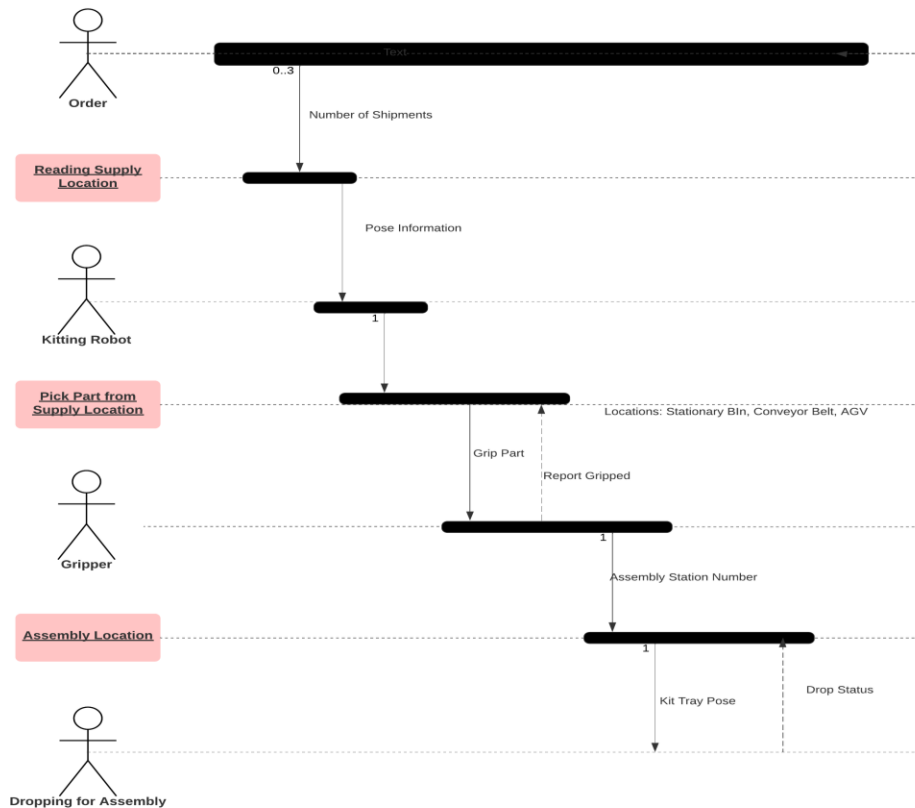 Text
0..3
1
Order
Number of Shipments
Reading Supply
Location
Pose Information
1
Kitting Robot
Pick Part from
Supply Location
Locations: Stationary BIn, Conveyor Belt, AGV
Grip Part
Report Gripped
1
Gripper
Assembly Station Number
Assembly Location
1
Drop Status
Kit Tray Pose
Dropping for Assembly